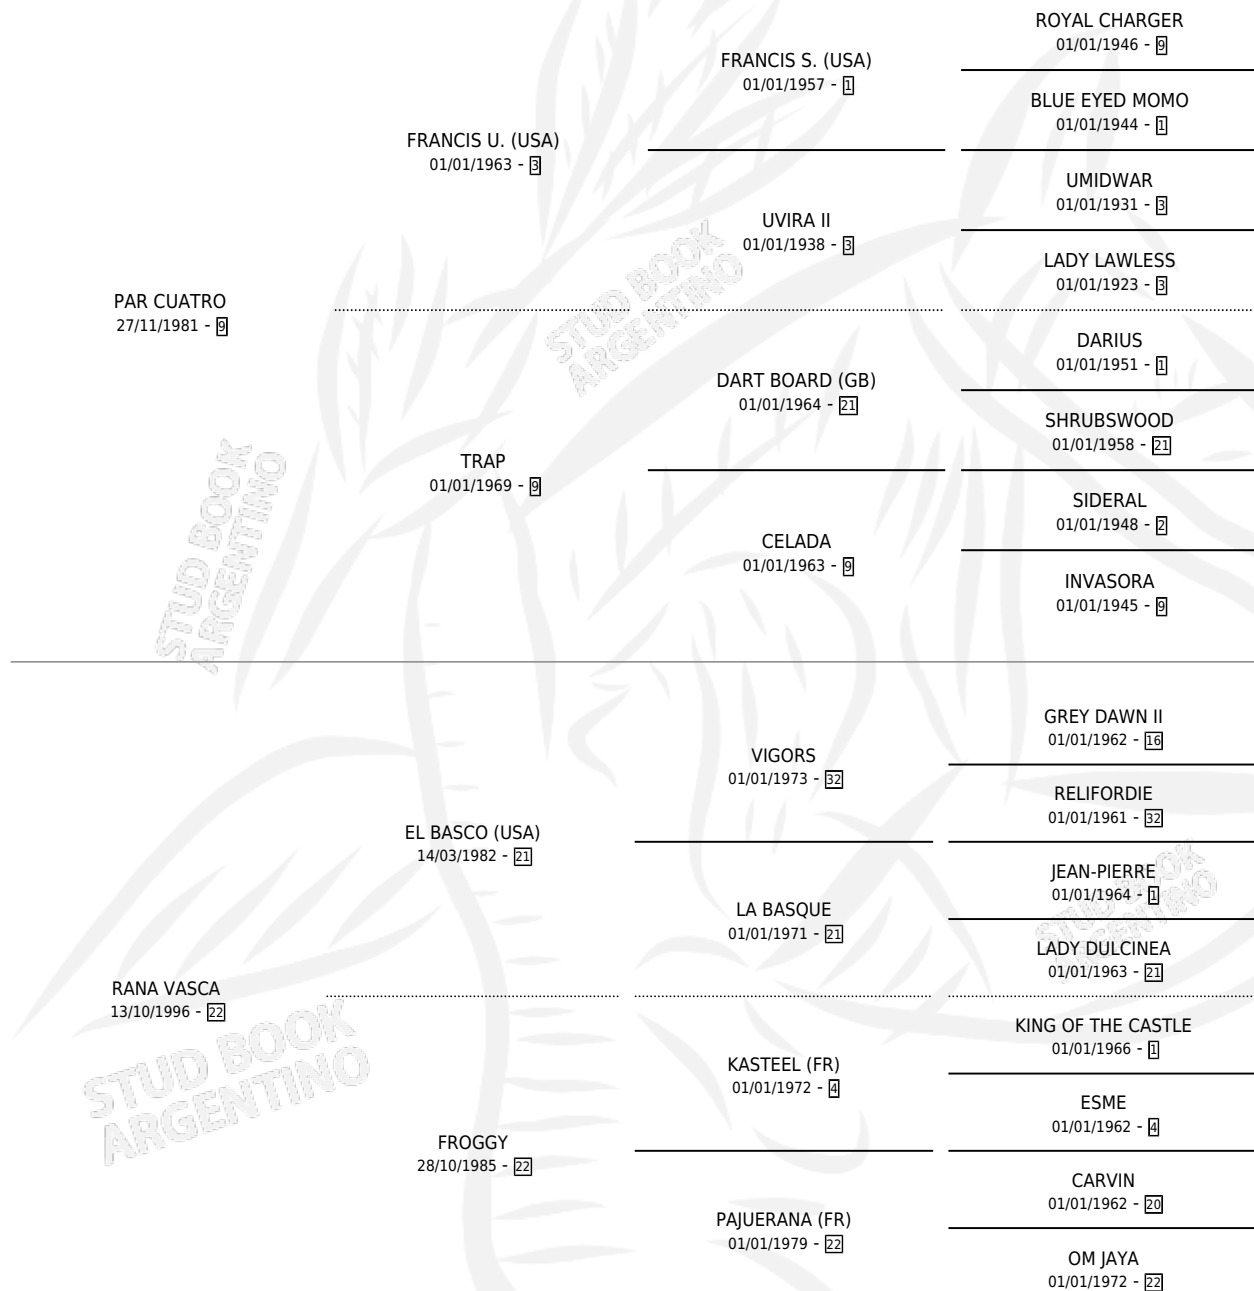 ROYAL CHARGER
01/01/1946 - 9
FRANCIS S. (USA)
01/01/1957 - 1
BLUE EYED MOMO
01/01/1944 - 1
FRANCIS U. (USA)
01/01/1963 - 3
UMIDWAR
01/01/1931 - 3
UVIRA II
01/01/1938 - 3
LADY LAWLESS
01/01/1923 - 3
PAR CUATRO
27/11/1981 - 9
DARIUS
01/01/1951 - 1
DART BOARD (GB)
01/01/1964 - 21
SHRUBSWOOD
01/01/1958 - 21
TRAP
01/01/1969 - 9
SIDERAL
01/01/1948 - 2
CELADA
01/01/1963 - 9
INVASORA
01/01/1945 - 9
GREY DAWN II
01/01/1962 - 16
VIGORS
01/01/1973 - 32
RELIFORDIE
01/01/1961 - 32
EL BASCO (USA)
14/03/1982 - 21
JEAN-PIERRE
01/01/1964 - 1
LA BASQUE
01/01/1971 - 21
LADY DULCINEA
01/01/1963 - 21
RANA VASCA
13/10/1996 - 22
KING OF THE CASTLE
01/01/1966 - 1
KASTEEL (FR)
01/01/1972 - 4
ESME
01/01/1962 - 4
FROGGY
28/10/1985 - 22
CARVIN
01/01/1962 - 20
PAJUERANA (FR)
01/01/1979 - 22
OM JAYA
01/01/1972 - 22
STUD BOOK
ARGENTINO
STUD BOOK
ARGENTINO
STUD BOOK
ARGENTINO
STUD BOOK
ARGENTINO